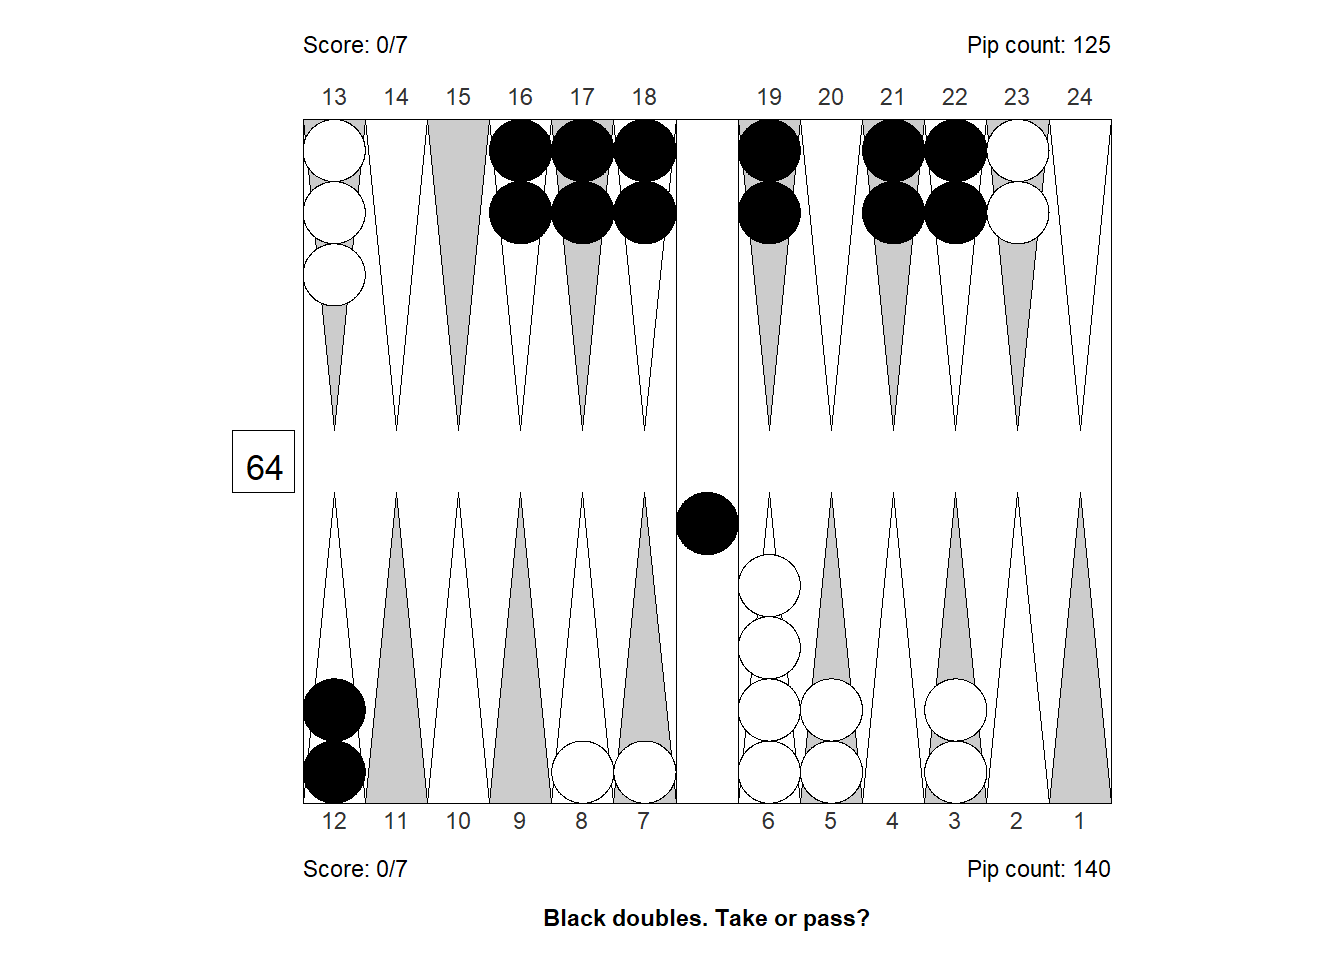 Score: 0/7 Pip count: 125
13 14 15 16 17 18 19 20 21 22 23 24
64
12 11 10 9 8 7 6 5 4 3 2 1
Score: 0/7 Pip count: 140
Black doubles. Take or pass?